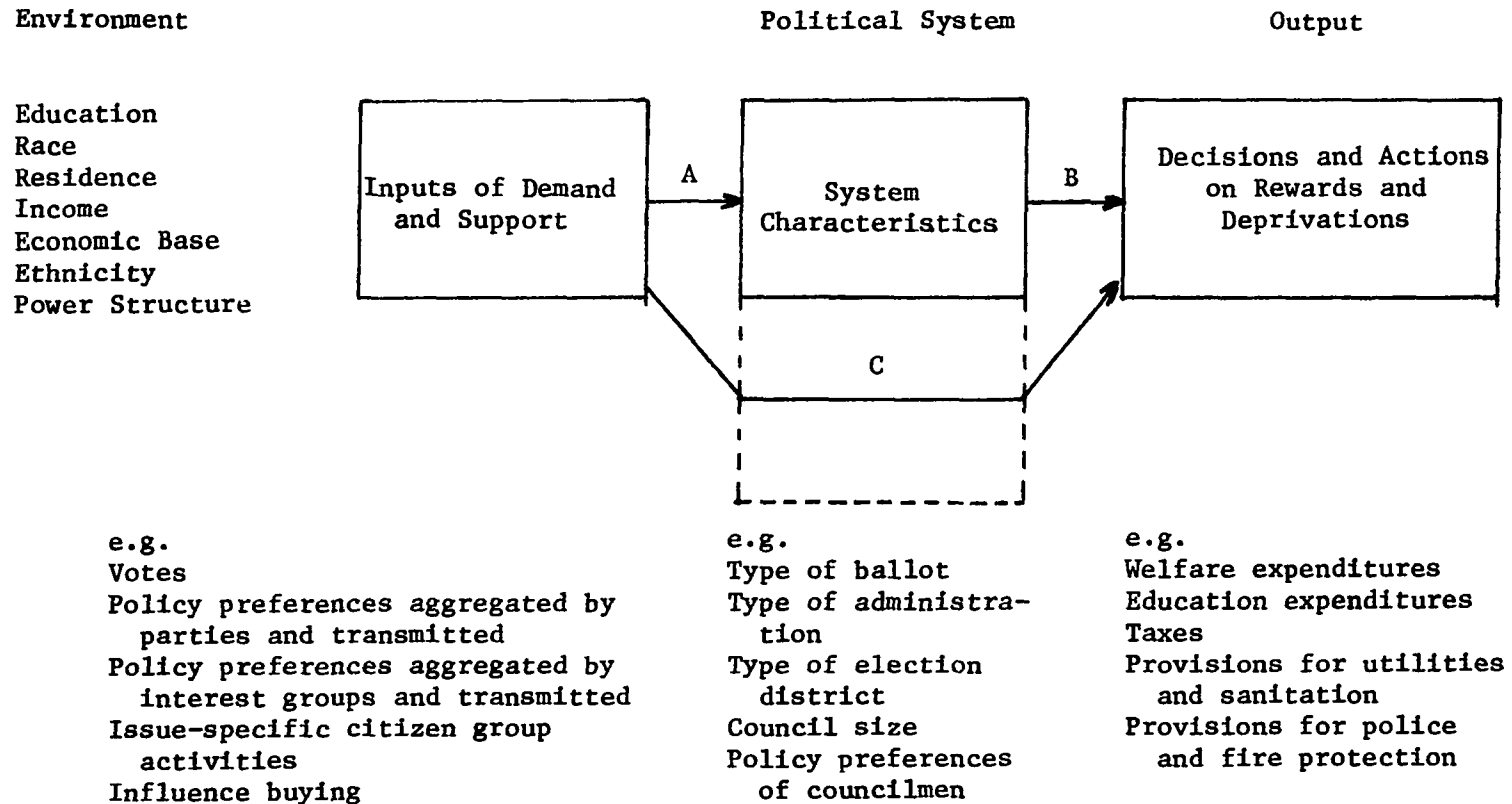 Environment
Political System
Output
Education
Race
Residence
Income
Economic Base
Ethnicity
Power Structure
Inputs of Demand
and Support
A
System
Characteristics
B
Decisions and Actions
on Rewards and
Deprivations
C
e.g.
Votes
Policy preferences aggregated by
parties and transmitted
Policy preferences aggregated by
interest groups and transmitted
Issue-specific citizen group
activities
Influence buying
e.g.
Type of ballot
Type of administra-
tion
Type of election
district
Council size
Policy preferences
of councilmen
e.g.
Welfare expenditures
Education expenditures
Taxes
Provisions for utilities
and sanitation
Provisions for police
and fire protection